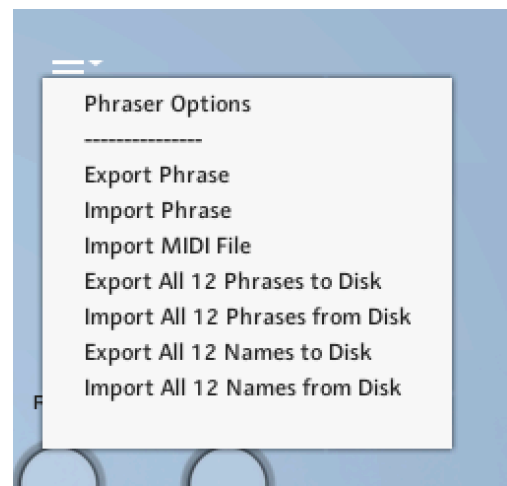 Phraser Options
---------------
Export Phrase
Import Phrase
Import MIDI File
Export All 12 Phrases to Disk
Import All 12 Phrases from Disk
Export All 12 Names to Disk
Import All 12 Names from Disk